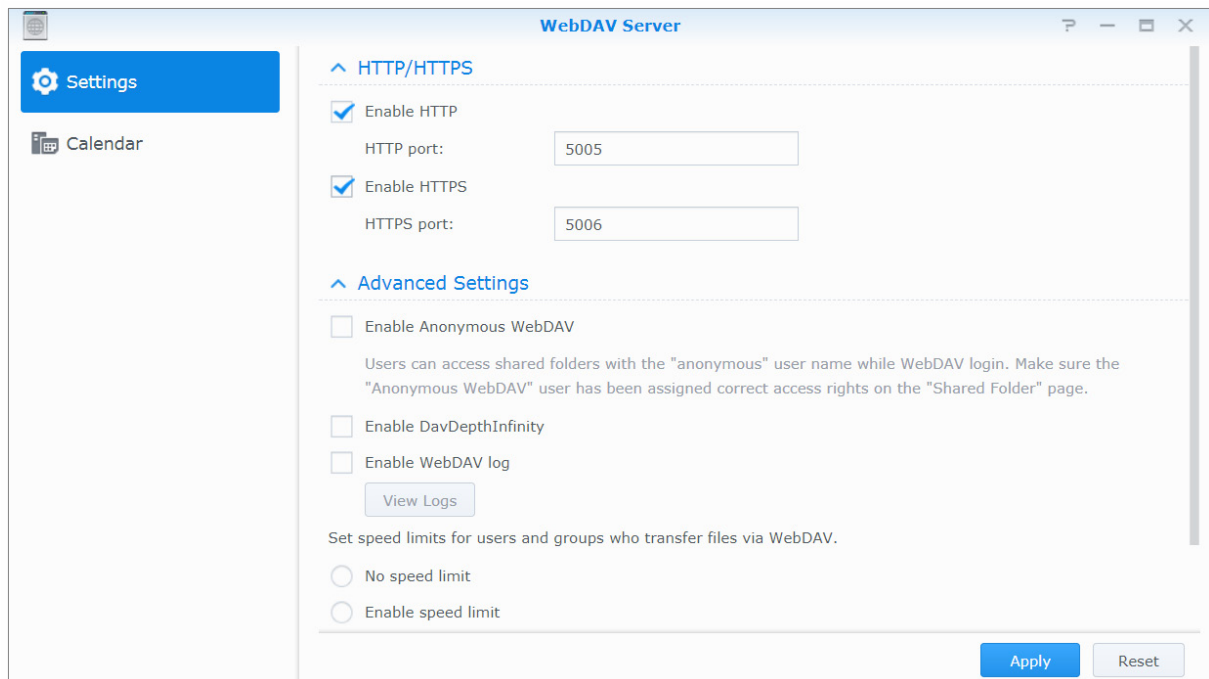 WebDAV Server
Settings
Calendar
HTTP/HTTPS
Enable HTTP
HTTP port: 5005
Enable HTTPS
HTTPS port: 5006
Advanced Settings
Enable Anonymous WebDAV
Users can access shared folders with the "anonymous" user name while WebDAV login. Make sure the
"Anonymous WebDAV" user has been assigned correct access rights on the "Shared Folder" page.
Enable DavDepthInfinity
Enable WebDAV log
View Logs
Set speed limits for users and groups who transfer files via WebDAV.
No speed limit
Enable speed limit
Apply Reset